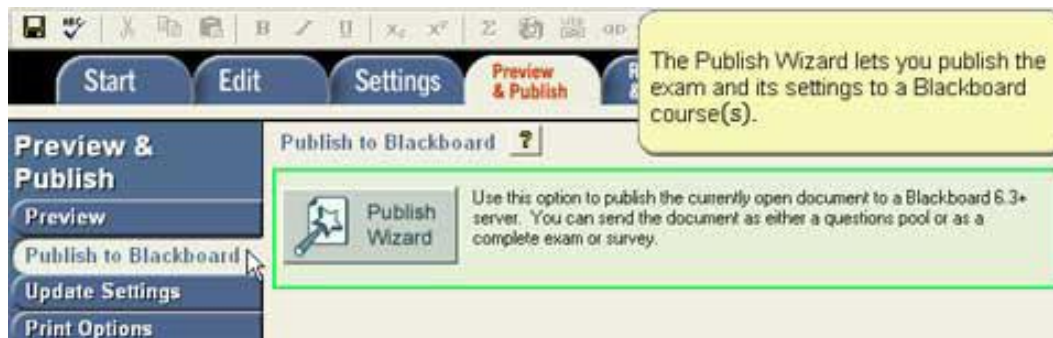 ABC
B I U x₂ x² Σ
Start Edit Settings Preview & Publish
The Publish Wizard lets you publish the
exam and its settings to a Blackboard
course(s).
Preview &
Publish
Preview
Publish to Blackboard
Update Settings
Print Options
Publish to Blackboard ?
Publish
Wizard
Use this option to publish the currently open document to a Blackboard 6.3+
server. You can send the document as either a questions pool or as a
complete exam or survey.